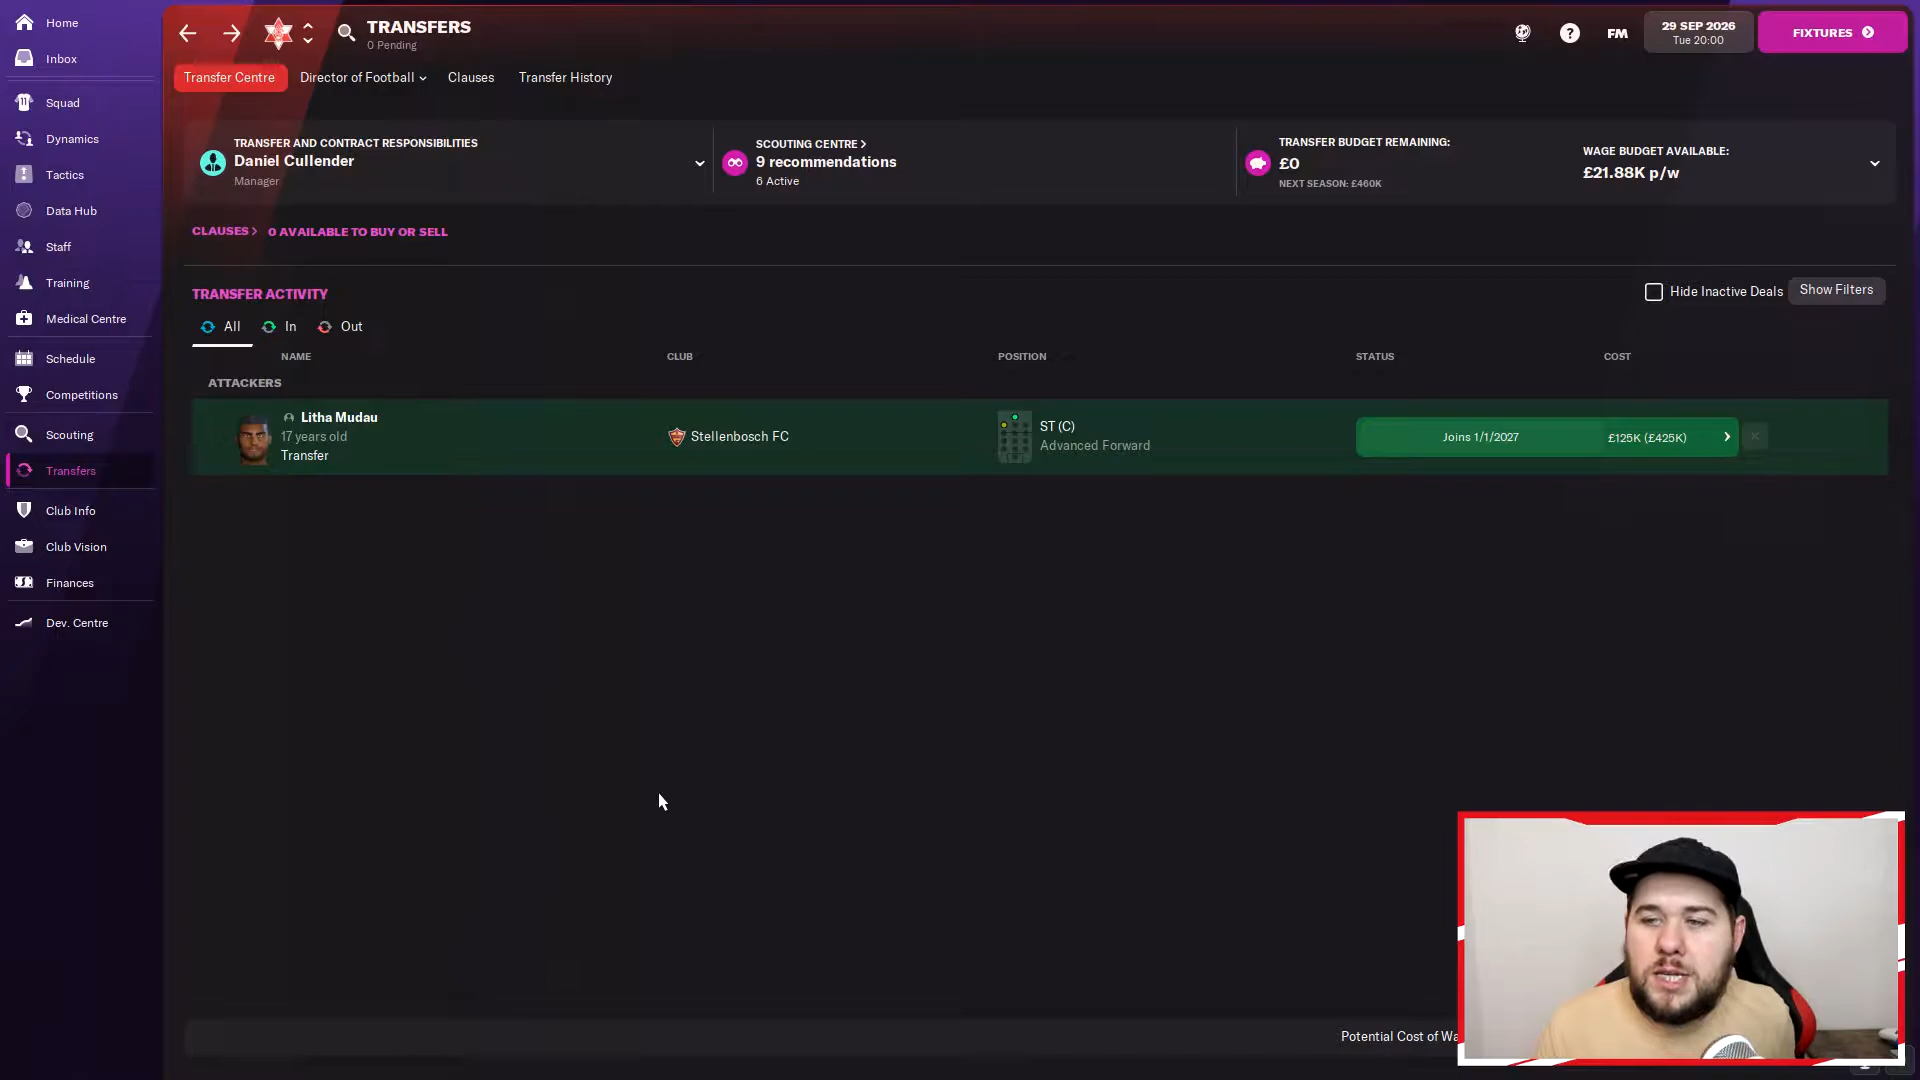 Home
Inbox
Squad
Dynamics
Tactics
Data Hub
Staff
Training
Medical Centre
Schedule
Competitions
Scouting
Transfers
Club Info
Club Vision
Finances
Dev. Centre
TRANSFERS
0 Pending
FM
29 SEP 2026
Tue 20:00
FIXTURES
Transfer Centre
Director of Football
Clauses
Transfer History
TRANSFER AND CONTRACT RESPONSIBILITIES
Daniel Cullender
Manager
SCOUTING CENTRE >
9 recommendations
6 Active
TRANSFER BUDGET REMAINING:
£0
NEXT SEASON: £460K
WAGE BUDGET AVAILABLE:
£21.88K p/w
CLAUSES > 0 AVAILABLE TO BUY OR SELL
TRANSFER ACTIVITY
Hide Inactive Deals
Show Filters
All In Out
NAME CLUB POSITION STATUS COST
ATTACKERS
Litha Mudau
17 years old
Transfer
Stellenbosch FC
ST (C)
Advanced Forward
Joins 1/1/2027
£125K (£425K)
Potential Cost of Wa